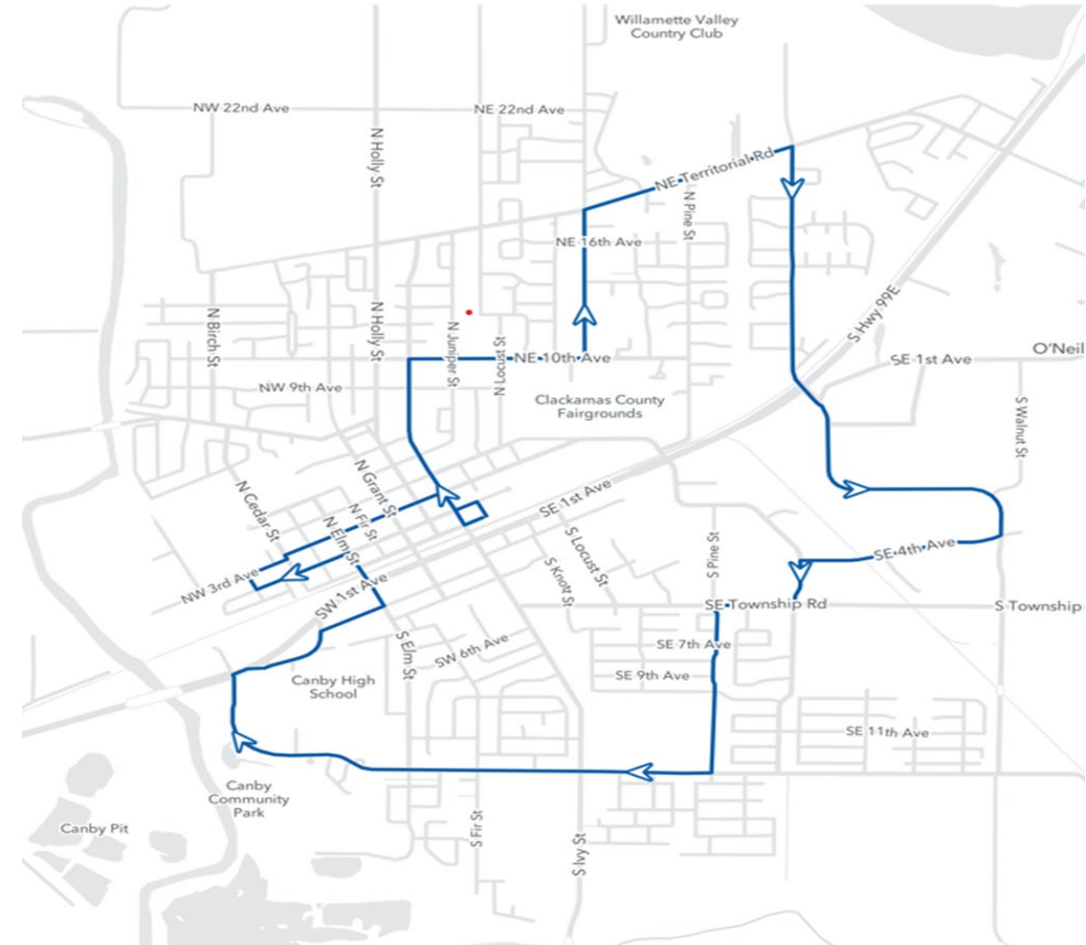 Willamette Valley
Country Club
NW 22nd Ave
NE 22nd Ave
N Holly St
NE Territorial Rd
N Pine St
NE 16th Ave
S Hwy 99E
N Birch St
N Holly St
N Juniper St
N Locust St
NE 10th Ave
SE 1st Ave
O'Neil
NW 9th Ave
Clackamas County
Fairgrounds
S Walnut St
N Grant St
N Cedar St
N Fir St
N Elm St
SE 1st Ave
S Locust St
S Knott St
S Pine St
SE 4th Ave
NW 3rd Ave
SW 1st Ave
SE Township Rd
S Township
S Elm St
SW 6th Ave
SE 7th Ave
SE 9th Ave
Canby High
School
SE 11th Ave
Canby
Community
Park
Canby Pit
S Fir St
S Ivy St